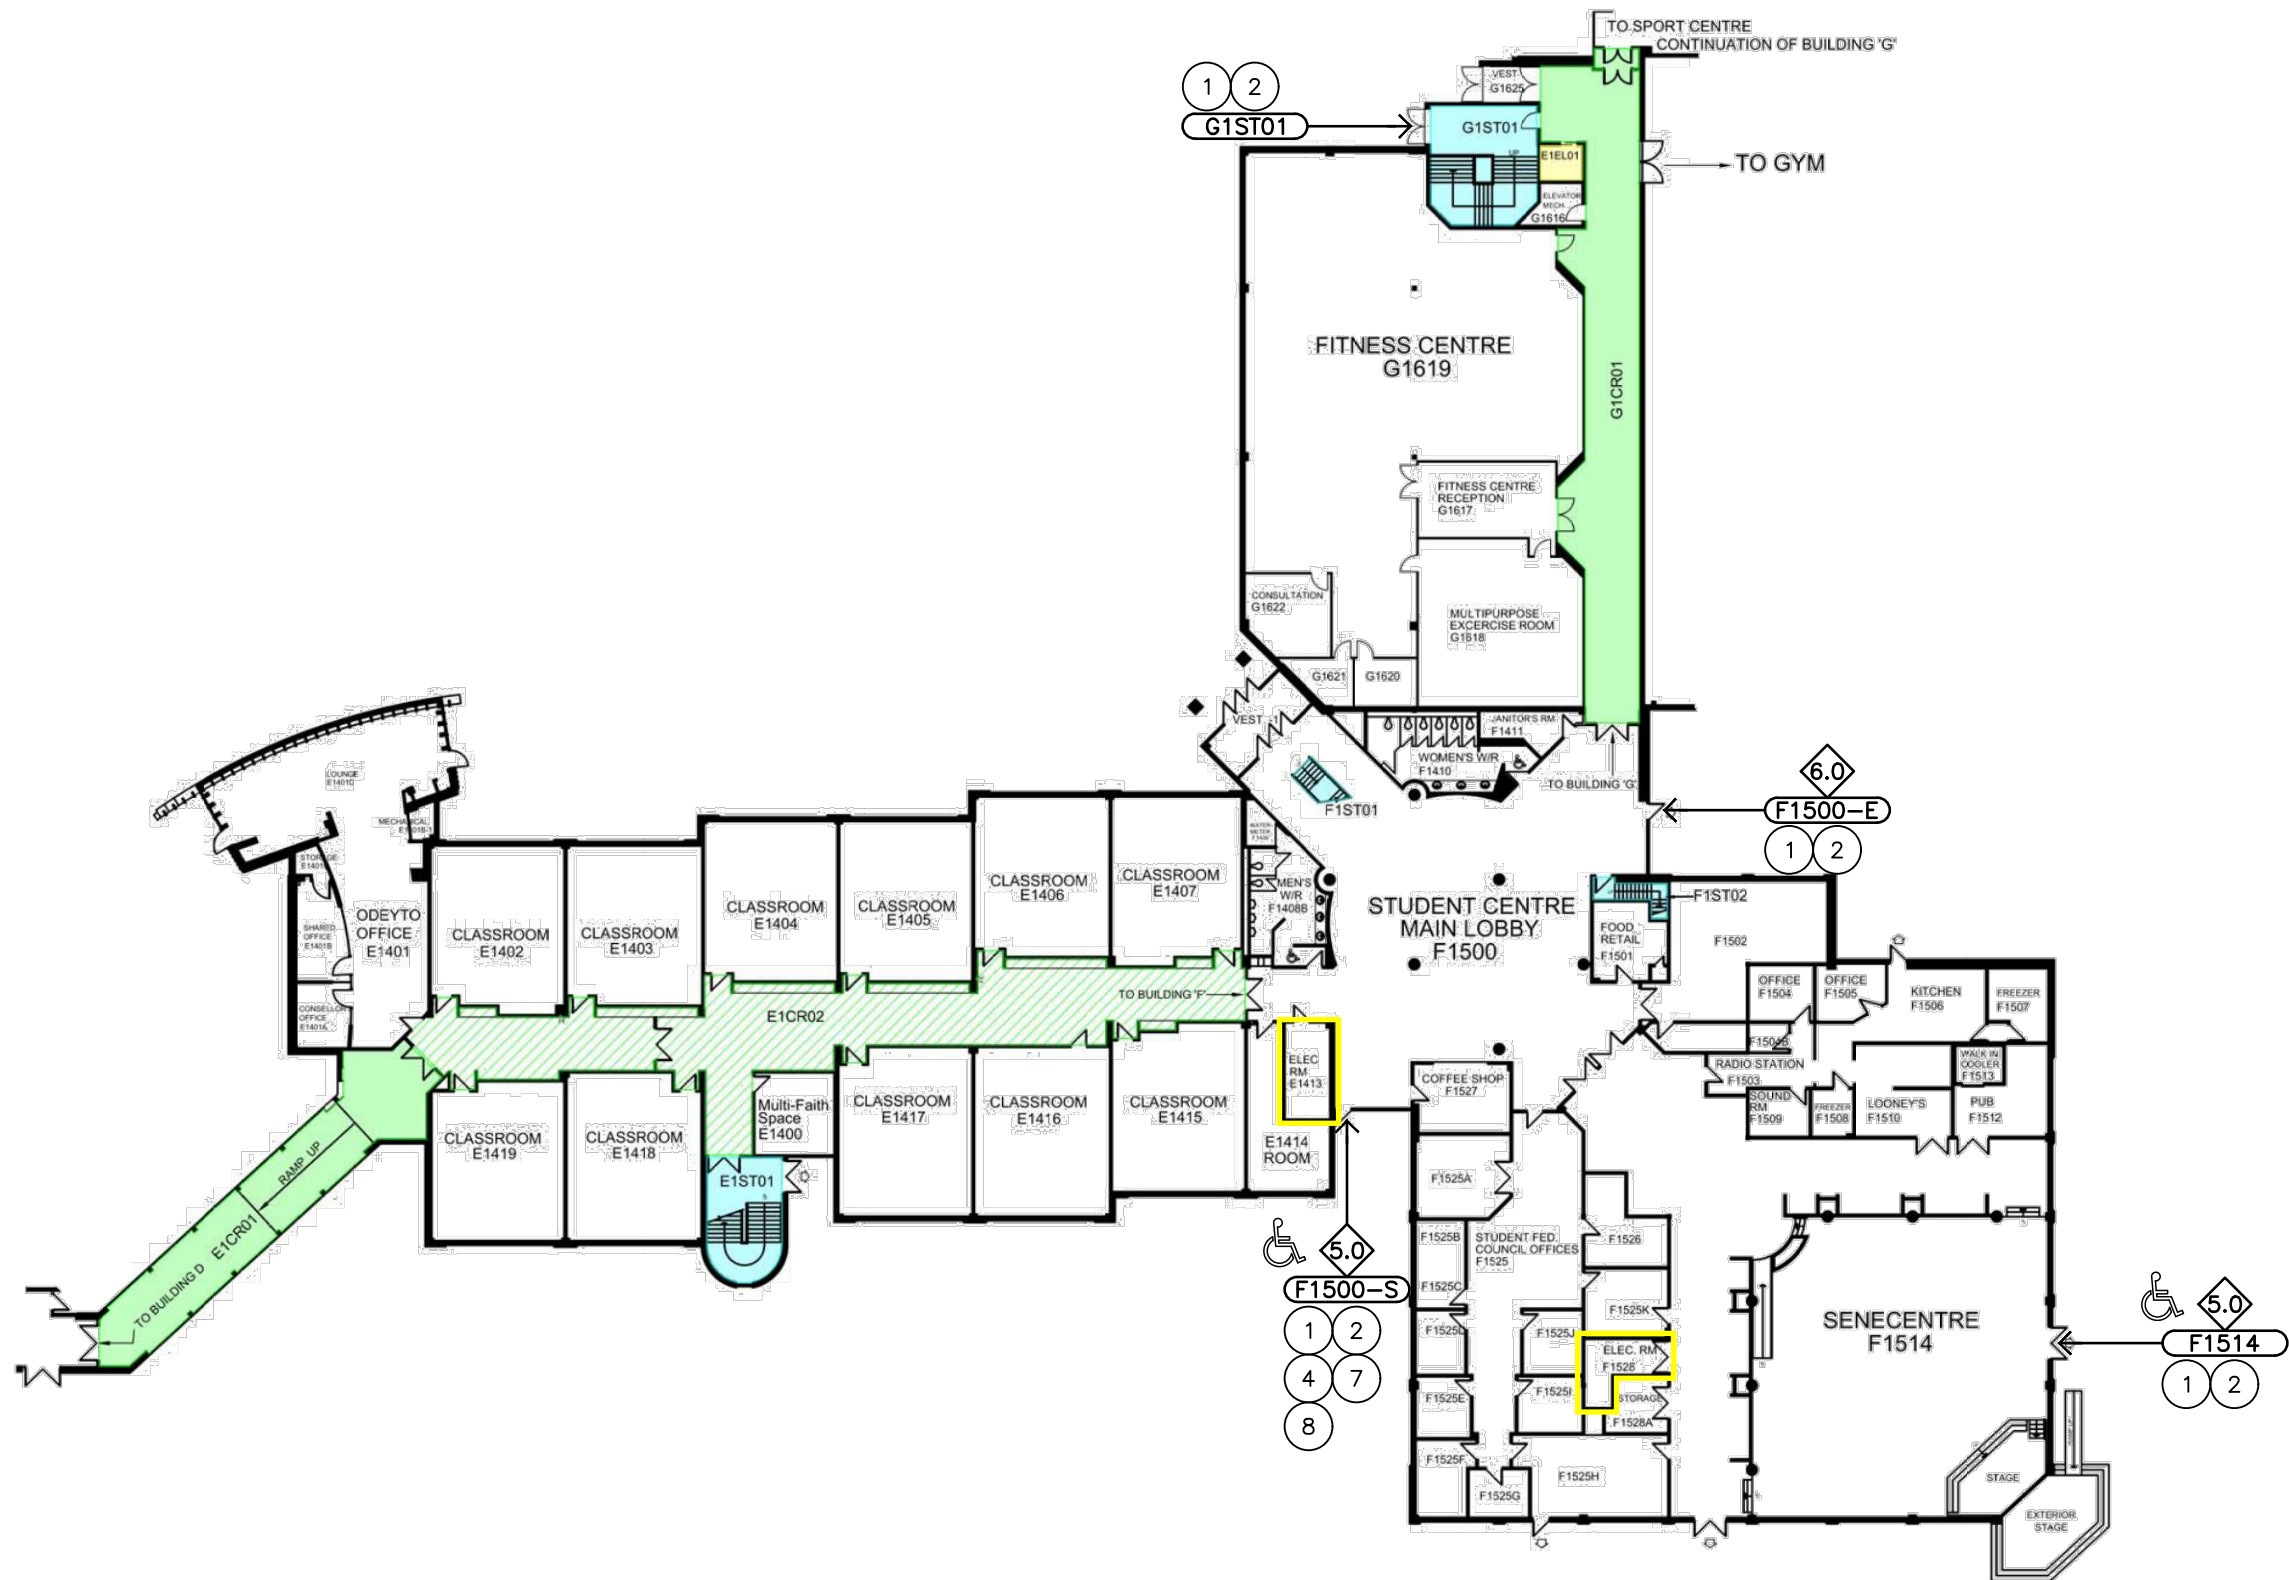 TO SPORT CENTRE
CONTINUATION OF BUILDING 'G'
1 2
G1ST01
VEST
G1625
G1ST01
UP
E1EL01
ELEVATOR
MECH.
G1616
TO GYM
FITNESS CENTRE
G1619
G1CR01
FITNESS CENTRE
RECEPTION
G1617
CONSULTATION
G1622
MULTIPURPOSE
EXCERCISE ROOM
G1618
G1621
G1620
VEST -1
JANITOR'S RM
F1411
WOMEN'S W/R
F1410
TO BUILDING 'G'
F1ST01
6.0
F1500-E
1 2
LOUNGE
E1401D
MECHANICAL
STORAGE
SHARED
OFFICE
E1401B
CONSELLOR
OFFICE
E1401A
ODEYTO
OFFICE
E1401
CLASSROOM
E1402
CLASSROOM
E1403
CLASSROOM
E1404
CLASSROOM
E1405
CLASSROOM
E1406
CLASSROOM
E1407
WATER
METER
MEN'S
W/R
F1408B
STUDENT CENTRE
MAIN LOBBY
F1500
F1ST02
FOOD
RETAIL
F1501
F1502
OFFICE
F1504
OFFICE
F1505
KITCHEN
F1506
FREEZER
F1507
F1504B
RADIO STATION
F1503
SOUND
RM
F1509
FREEZER
F1508
LOONEY'S
F1510
WALK IN
COOLER
F1513
PUB
F1512
TO BUILDING 'F'
E1CR02
ELEC
RM
E1413
E1414
ROOM
CLASSROOM
E1419
CLASSROOM
E1418
Multi-Faith
Space
E1400
CLASSROOM
E1417
CLASSROOM
E1416
CLASSROOM
E1415
E1ST01
RAMP UP
E1CR01
TO BUILDING D
5.0
F1500-S
1 2
4 7
8
COFFEE SHOP
F1527
F1525A
F1525B
F1525C
F1525D
F1525E
F1525F
F1525G
F1525H
STUDENT FED.
COUNCIL OFFICES
F1525
F1526
F1525K
F1525J
F1525I
ELEC. RM
F1528
STORAGE
F1528A
SENECENTRE
F1514
STAGE
EXTERIOR
STAGE
5.0
F1514
1 2